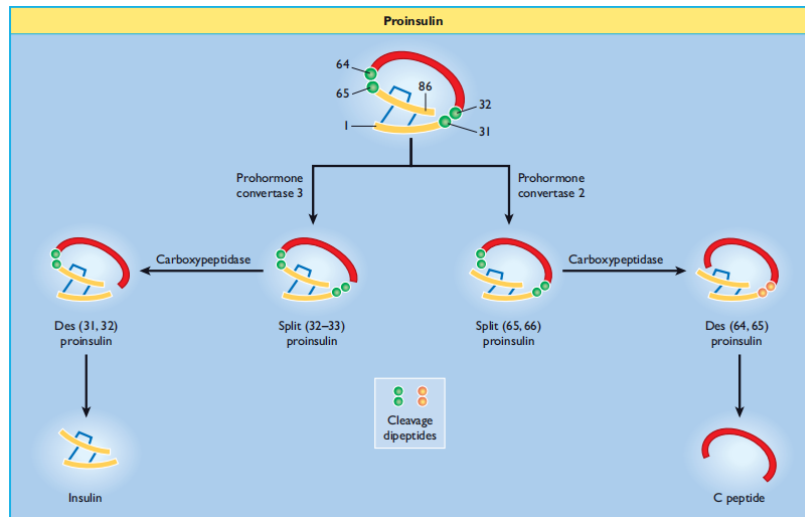 Proinsulin
64
65
86
32
1
31
Prohormone
convertase 3
Prohormone
convertase 2
Carboxypeptidase
Carboxypeptidase
Des (31, 32)
proinsulin
Split (32–33)
proinsulin
Split (65, 66)
proinsulin
Des (64, 65)
proinsulin
Cleavage
dipeptides
Insulin
C peptide